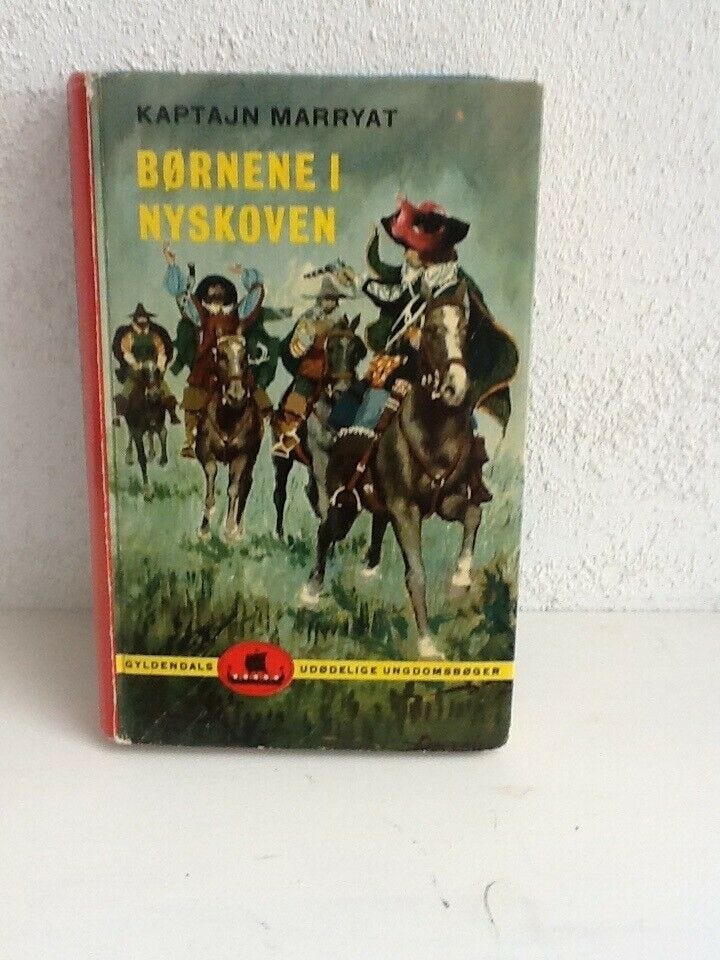 KAPTAJN MARRYAT
BØRNENE I
NYSKOVEN
GYLDENDALS UDØDELIGE UNGDOMSBØGER